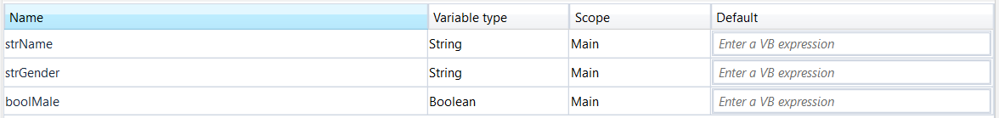 Name Variable type Scope Default
strName String Main Enter a VB expression
strGender String Main Enter a VB expression
boolMale Boolean Main Enter a VB expression